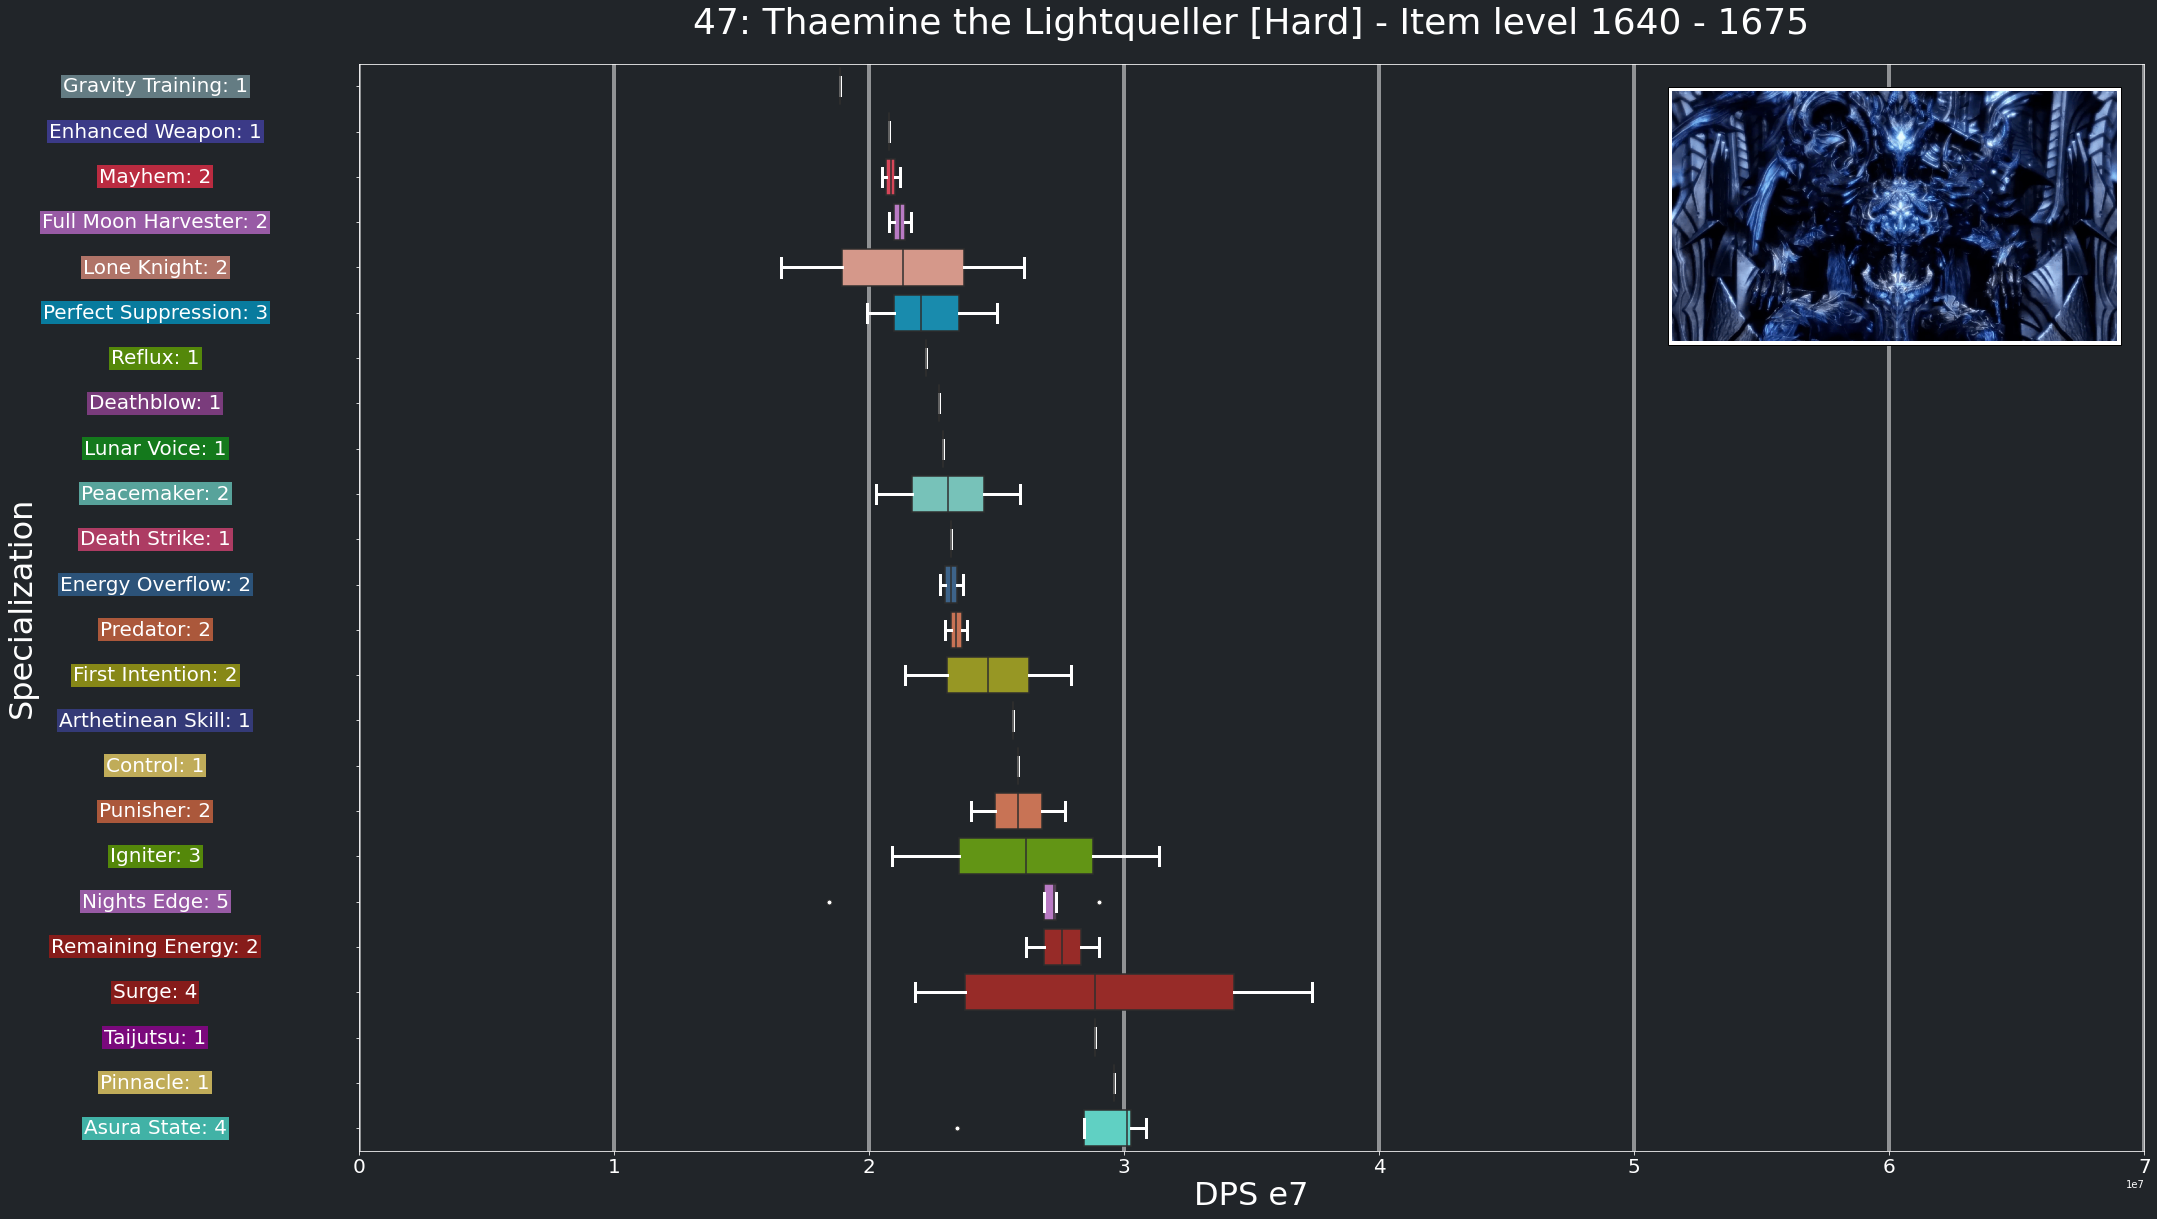 47: Thaemine the Lightqueller [Hard] - Item level 1640 - 1675
Specialization
Gravity Training: 1
Enhanced Weapon: 1
Mayhem: 2
Full Moon Harvester: 2
Lone Knight: 2
Perfect Suppression: 3
Reflux: 1
Deathblow: 1
Lunar Voice: 1
Peacemaker: 2
Death Strike: 1
Energy Overflow: 2
Predator: 2
First Intention: 2
Arthetinean Skill: 1
Control: 1
Punisher: 2
Igniter: 3
Nights Edge: 5
Remaining Energy: 2
Surge: 4
Taijutsu: 1
Pinnacle: 1
Asura State: 4
0 1 2 3 4 5 6 7
1e7
DPS e7